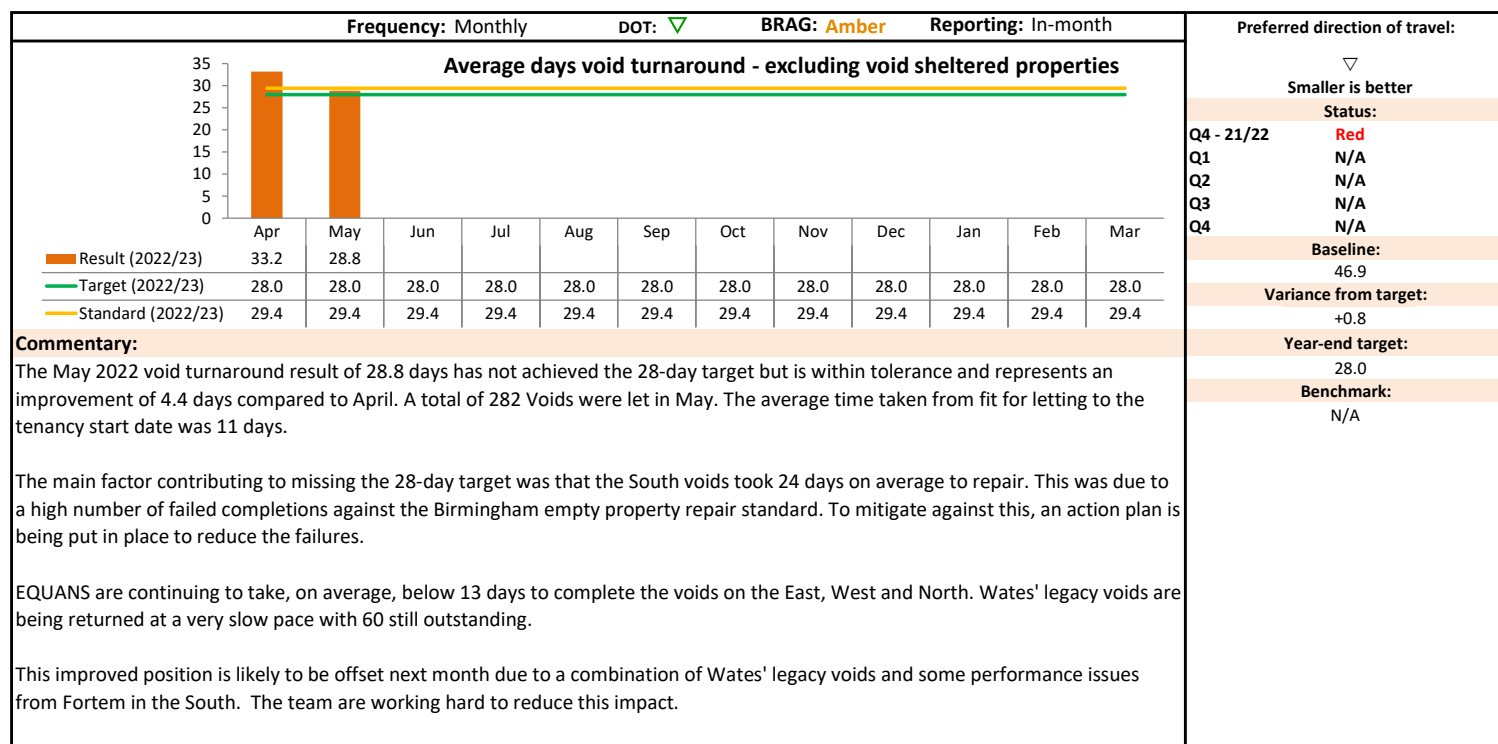 Frequency: Monthly DOT: ▽ BRAG: Amber Reporting: In-month
Average days void turnaround - excluding void sheltered properties
35
30
25
20
15
10
5
0
Apr May Jun Jul Aug Sep Oct Nov Dec Jan Feb Mar
Result (2022/23) 33.2 28.8
Target (2022/23) 28.0 28.0 28.0 28.0 28.0 28.0 28.0 28.0 28.0 28.0 28.0 28.0
Standard (2022/23) 29.4 29.4 29.4 29.4 29.4 29.4 29.4 29.4 29.4 29.4 29.4 29.4
Commentary:
The May 2022 void turnaround result of 28.8 days has not achieved the 28-day target but is within tolerance and represents an
improvement of 4.4 days compared to April. A total of 282 Voids were let in May. The average time taken from fit for letting to the
tenancy start date was 11 days.
The main factor contributing to missing the 28-day target was that the South voids took 24 days on average to repair. This was due to
a high number of failed completions against the Birmingham empty property repair standard. To mitigate against this, an action plan is
being put in place to reduce the failures.
EQUANS are continuing to take, on average, below 13 days to complete the voids on the East, West and North. Wates' legacy voids are
being returned at a very slow pace with 60 still outstanding.
This improved position is likely to be offset next month due to a combination of Wates' legacy voids and some performance issues
from Fortem in the South. The team are working hard to reduce this impact.
Preferred direction of travel:
▽
Smaller is better
Status:
Q4 - 21/22 Red
Q1 N/A
Q2 N/A
Q3 N/A
Q4 N/A
Baseline:
46.9
Variance from target:
+0.8
Year-end target:
28.0
Benchmark:
N/A